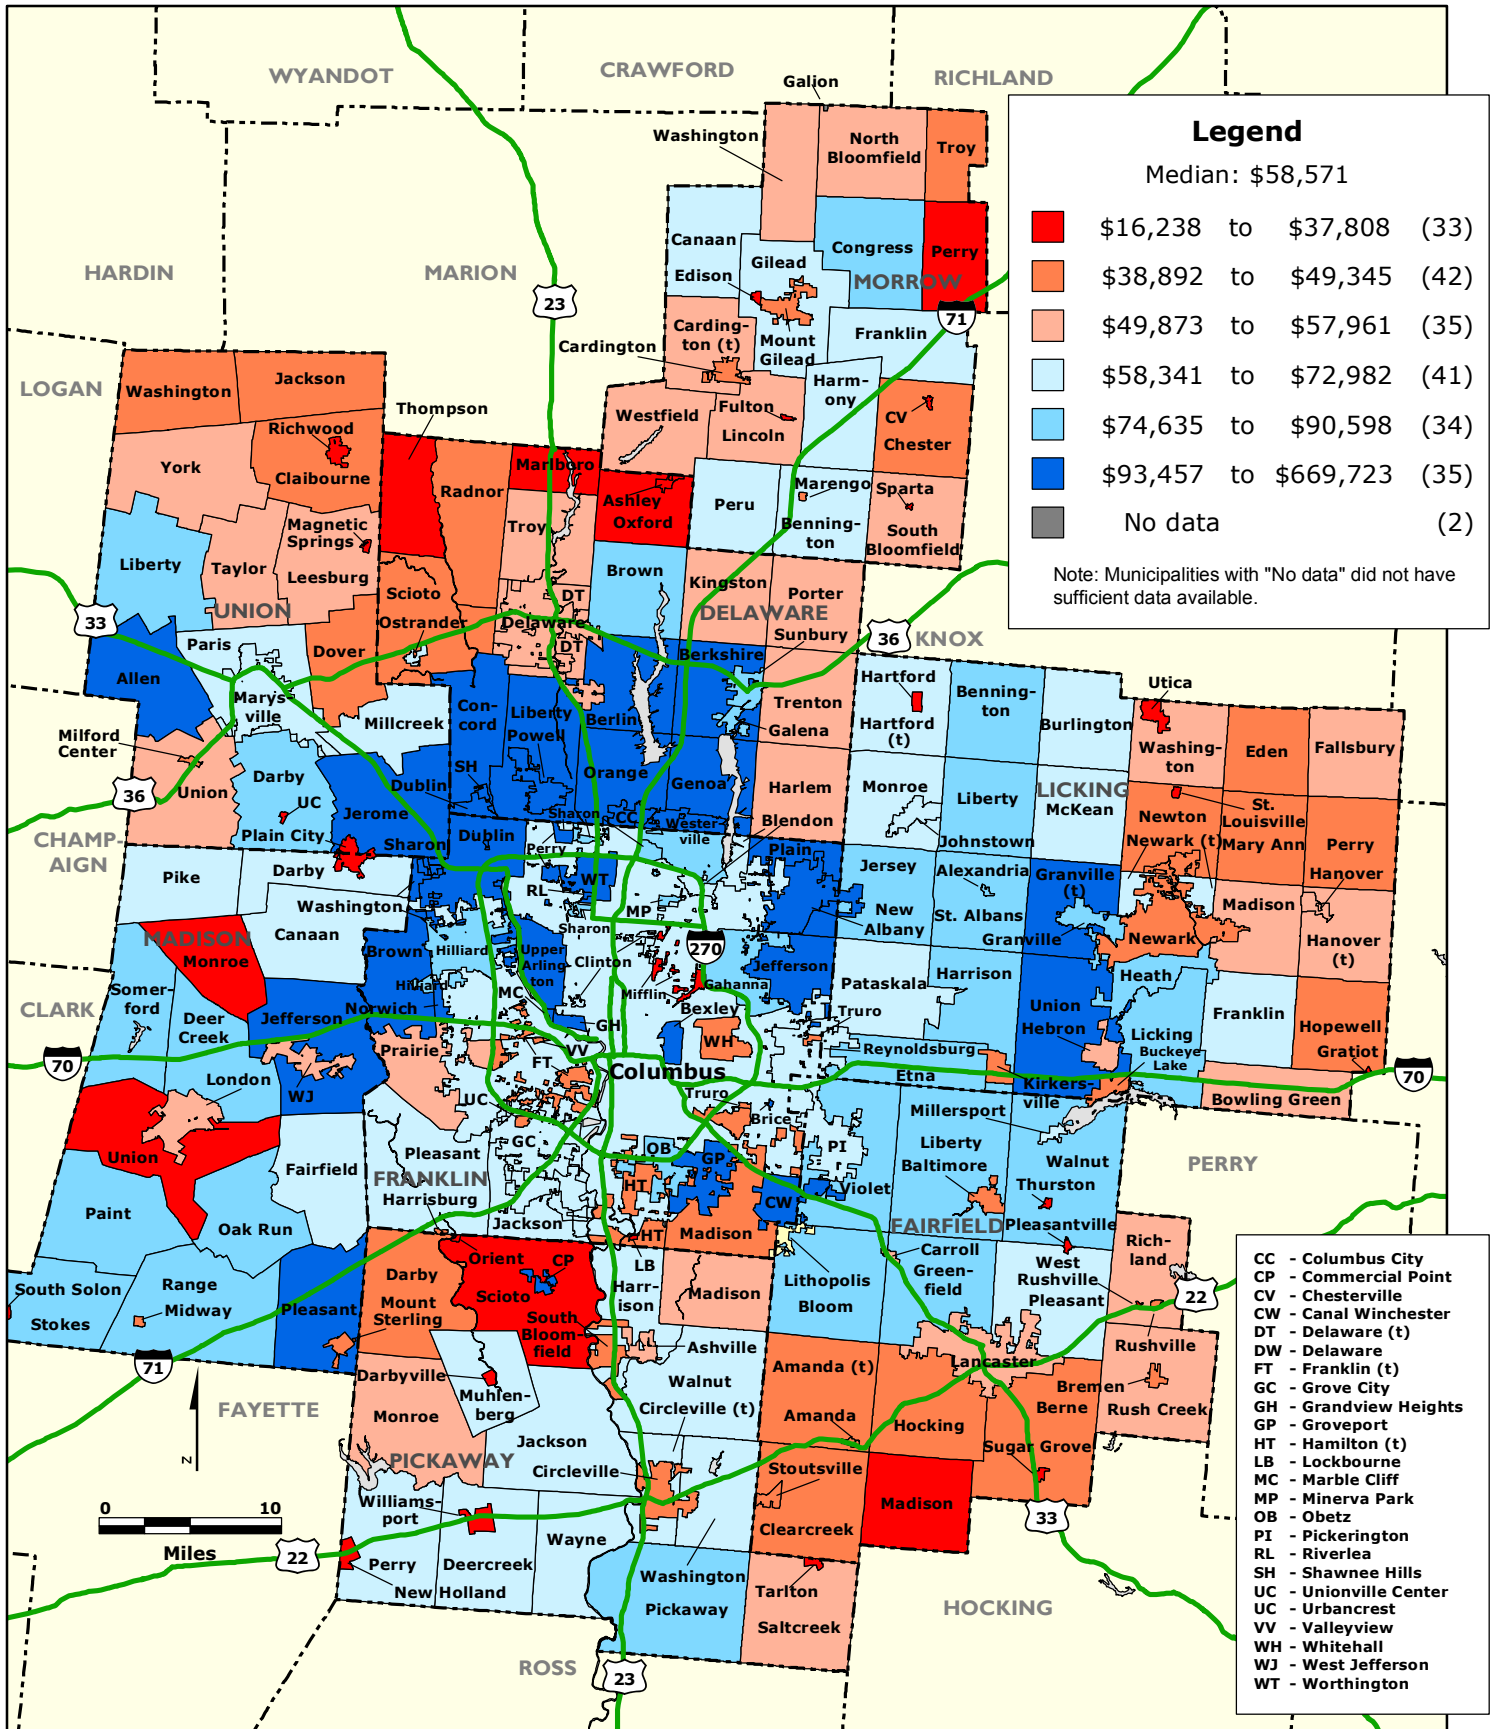 WYANDOT
CRAWFORD
RICHLAND
Galion
Washington
North
Bloomfield
Troy
Legend
Median: $58,571
$16,238 to $37,808 (33)
$38,892 to $49,345 (42)
$49,873 to $57,961 (35)
$58,341 to $72,982 (41)
$74,635 to $90,598 (34)
$93,457 to $669,723 (35)
No data (2)
Note: Municipalities with "No data" did not have
sufficient data available.
HARDIN
MARION
23
Canaan
Congress
Perry
Edison
Gilead
MORROW
71
Cardington
Carding-
ton (t)
Mount
Gilead
Franklin
LOGAN
Washington
Jackson
Thompson
Harm-
ony
Westfield
Fulton
Lincoln
CV
Chester
Richwood
York
Claibourne
Radnor
Marlboro
Ashley
Oxford
Peru
Marengo
Benning-
ton
Sparta
South
Bloomfield
Magnetic
Springs
Troy
Liberty
Taylor
Leesburg
UNION
Scioto
Ostrander
Brown
Kingston
DELAWARE
Porter
Sunbury
DT
Delaware
DT
33
36
KNOX
Paris
Dover
Allen
Marys-
ville
Millcreek
Con-
cord
Liberty
Powell
Berlin
Berkshire
Trenton
Galena
Hartford
Hartford
(t)
Benning-
ton
Burlington
Utica
Washing-
ton
Eden
Fallsbury
Milford
Center
Darby
SH
Orange
Genoa
Harlem
Monroe
Liberty
LICKING
McKean
36
Union
UC
Plain City
Jerome
Dublin
Sharon
CC
Wester-
ville
Blendon
Newton
St.
Louisville
Mary Ann
Perry
Newark (t)
Johnstown
CHAMP-
AIGN
Sharon
Dublin
Perry
Plain
Pike
Darby
RL
WT
Jersey
Alexandria
Granville
(t)
Hanover
Washington
MP
Sharon
New
Albany
St. Albans
Granville
Madison
Newark
Hanover
(t)
MADISON
Monroe
Canaan
Brown
Hilliard
Upper
Arling-
ton
Clinton
270
Jefferson
Harrison
Heath
CLARK
Somer-
ford
Deer
Creek
Jefferson
Hilliard
Norwich
MC
Mifflin
Gahanna
Bexley
Pataskala
Truro
Union
Hebron
Licking
Franklin
Hopewell
Gratiot
70
Prairie
GH
VV
FT
WH
Columbus
Reynoldsburg
Etna
Kirkers-
ville
Buckeye
Lake
70
Bowling Green
London
WJ
UC
Truro
Brice
Millersport
Union
Fairfield
Pleasant
GC
OB
GP
PI
Liberty
Baltimore
Walnut
Thurston
PERRY
FRANKLIN
Harrisburg
HT
CW
Violet
Paint
Oak Run
Jackson
HT
Madison
FAIRFIELD
Pleasantville
Rich-
land
Orient
CP
LB
Harri-
son
Lithopolis
Bloom
Carroll
Green-
field
West
Rushville
Pleasant
22
South Solon
Stokes
Range
Midway
Pleasant
Darby
Mount
Sterling
Scioto
South
Bloom-
field
Madison
Rushville
71
Ashville
Lancaster
Darbyville
Muhlen-
berg
Walnut
Amanda (t)
Bremen
Berne
Rush Creek
FAYETTE
Monroe
Circleville (t)
Amanda
Hocking
Sugar Grove
N
PICKAWAY
Jackson
Circleville
Stoutsville
Madison
0 10
Miles
Williams-
port
Wayne
Clearcreek
33
22
Perry
New Holland
Deercreek
Washington
Pickaway
Tarlton
Saltcreek
HOCKING
ROSS
23
CC - Columbus City
CP - Commercial Point
CV - Chesterville
CW - Canal Winchester
DT - Delaware (t)
DW - Delaware
FT - Franklin (t)
GC - Grove City
GH - Grandview Heights
GP - Groveport
HT - Hamilton (t)
LB - Lockbourne
MC - Marble Cliff
MP - Minerva Park
OB - Obetz
PI - Pickerington
RL - Riverlea
SH - Shawnee Hills
UC - Unionville Center
UC - Urbancrest
VV - Valleyview
WH - Whitehall
WJ - West Jefferson
WT - Worthington